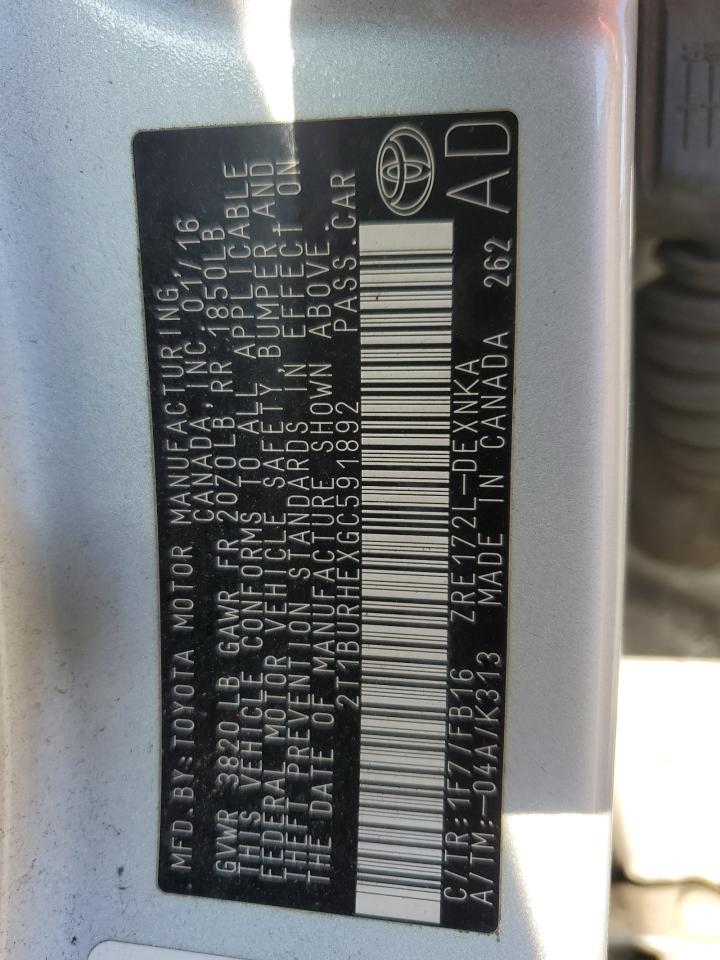 MFD. BY: TOYOTA MOTOR MANUFACTURING
CANADA, INC. 01/16
GVWR 3820 LB GAWR FR 2070LB RR 1850LB
THIS VEHICLE CONFORMS TO ALL APPLICABLE
FEDERAL MOTOR VEHICLE SAFETY, BUMPER AND
THEFT PREVENTION STANDARDS IN EFFECT ON
THE DATE OF MANUFACTURE SHOWN ABOVE.
2T1BURHEXGC591892 PASS.CAR
C/TR:1F7/FB16 ZRE172L-DEXNKA
A/TM:-04A/K313 MADE IN CANADA 262
AD